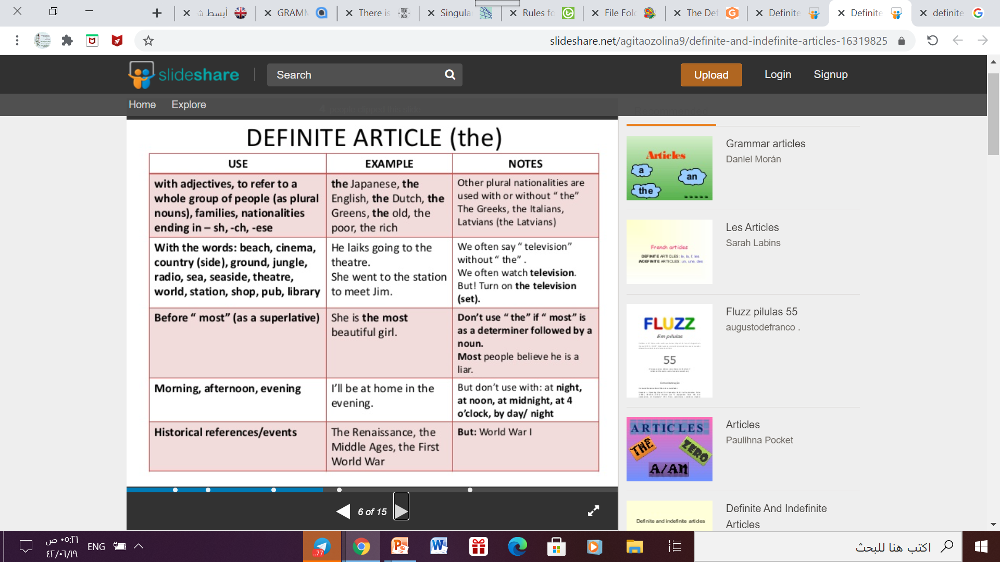 أبسط ش
GRAMM
There is
Singular
Rules fo
File Fold
The Def
Definite
Definite
definite
slideshare.net/agitaozolina9/definite-and-indefinite-articles-16319825
slideshare
Search
Upload
Login
Signup
Home
Explore
DEFINITE ARTICLE (the)
USE
EXAMPLE
NOTES
with adjectives, to refer to a
whole group of people (as plural
nouns), families, nationalities
ending in – sh, -ch, -ese
the Japanese, the
English, the Dutch, the
Greens, the old, the
poor, the rich
Other plural nationalities are
used with or without “ the”
The Greeks, the Italians,
Latvians (the Latvians)
With the words: beach, cinema,
country (side), ground, jungle,
radio, sea, seaside, theatre,
world, station, shop, pub, library
He laiks going to the
theatre.
She went to the station
to meet Jim.
We often say “ television”
without “ the” .
We often watch television.
But! Turn on the television
(set).
Before “ most” (as a superlative)
She is the most
beautiful girl.
Don’t use “ the” if “ most” is
as a determiner followed by a
noun.
Most people believe he is a
liar.
Morning, afternoon, evening
I’ll be at home in the
evening.
But don’t use with: at night,
at noon, at midnight, at 4
o’clock, by day/ night
Historical references/events
The Renaissance, the
Middle Ages, the First
World War
But: World War I
6 of 15
Articles
a
an
the
Grammar articles
Daniel Morán
French articles
DEFINITE ARTICLES: le, la, l', les
INDEFINITE ARTICLES: un, une, des
Les Articles
Sarah Labins
FLUZZ
Em pílulas
55
Fluzz pilulas 55
augustodefranco .
ARTICLES
THE
ZERO
A/AN
Articles
Paulihna Pocket
Definite and indefinite articles
Definite And Indefinite
Articles
٠٥:٢١ ص
٤٢/٠٦/١٩
ENG
..77
اكتب هنا للبحث